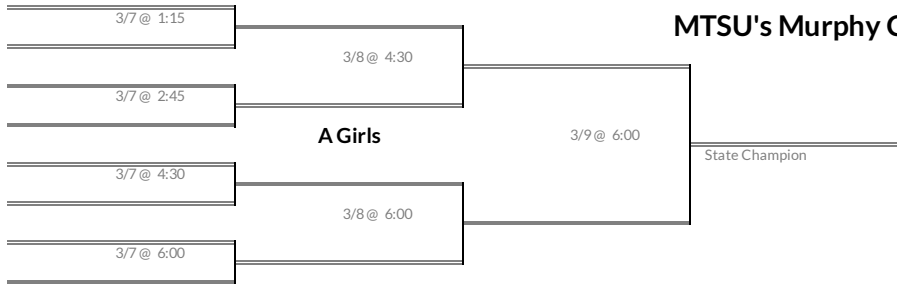 3/7 @ 1:15
MTSU's Murphy
3/8 @ 4:30
3/7 @ 2:45
A Girls
3/9 @ 6:00
State Champion
3/7 @ 4:30
3/8 @ 6:00
3/7 @ 6:00